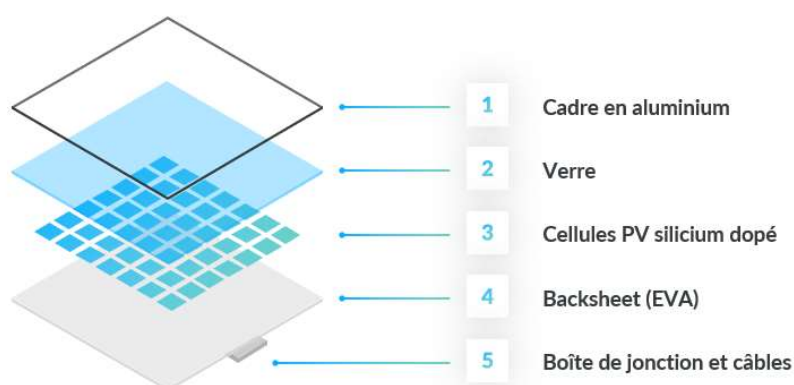 1 Cadre en aluminium
2 Verre
3 Cellules PV silicium dopé
4 Backsheet (EVA)
5 Boîte de jonction et câbles